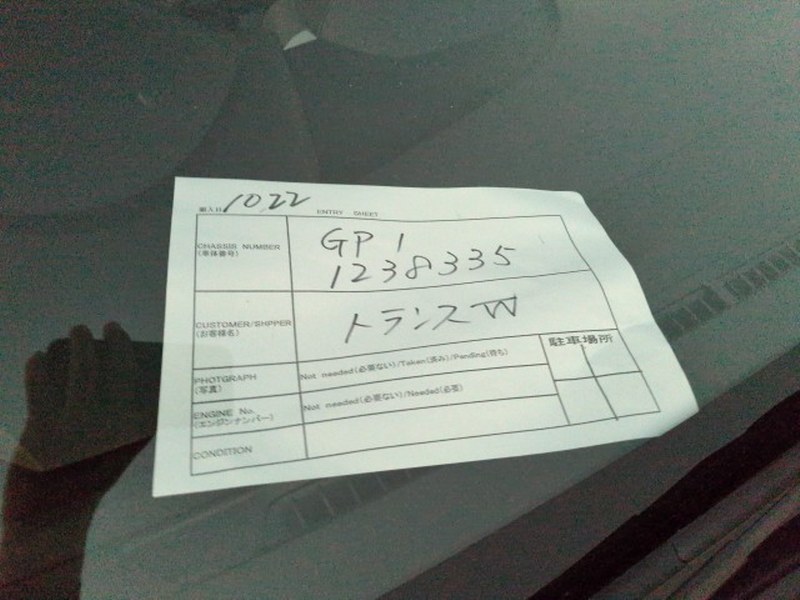 搬入日 1022
ENTRY SHEET
CHASSIS NUMBER
(車体番号)
GP1
1238335
CUSTOMER/SHPPER
(お客様名)
トランスW
駐車場所
PHOTGRAPH
(写真)
Not needed(必要ない)/Taken(済み)/Pending(待ち)
ENGINE No.
(エンジンナンバー)
Not needed(必要ない)/Needed(必要)
CONDITION